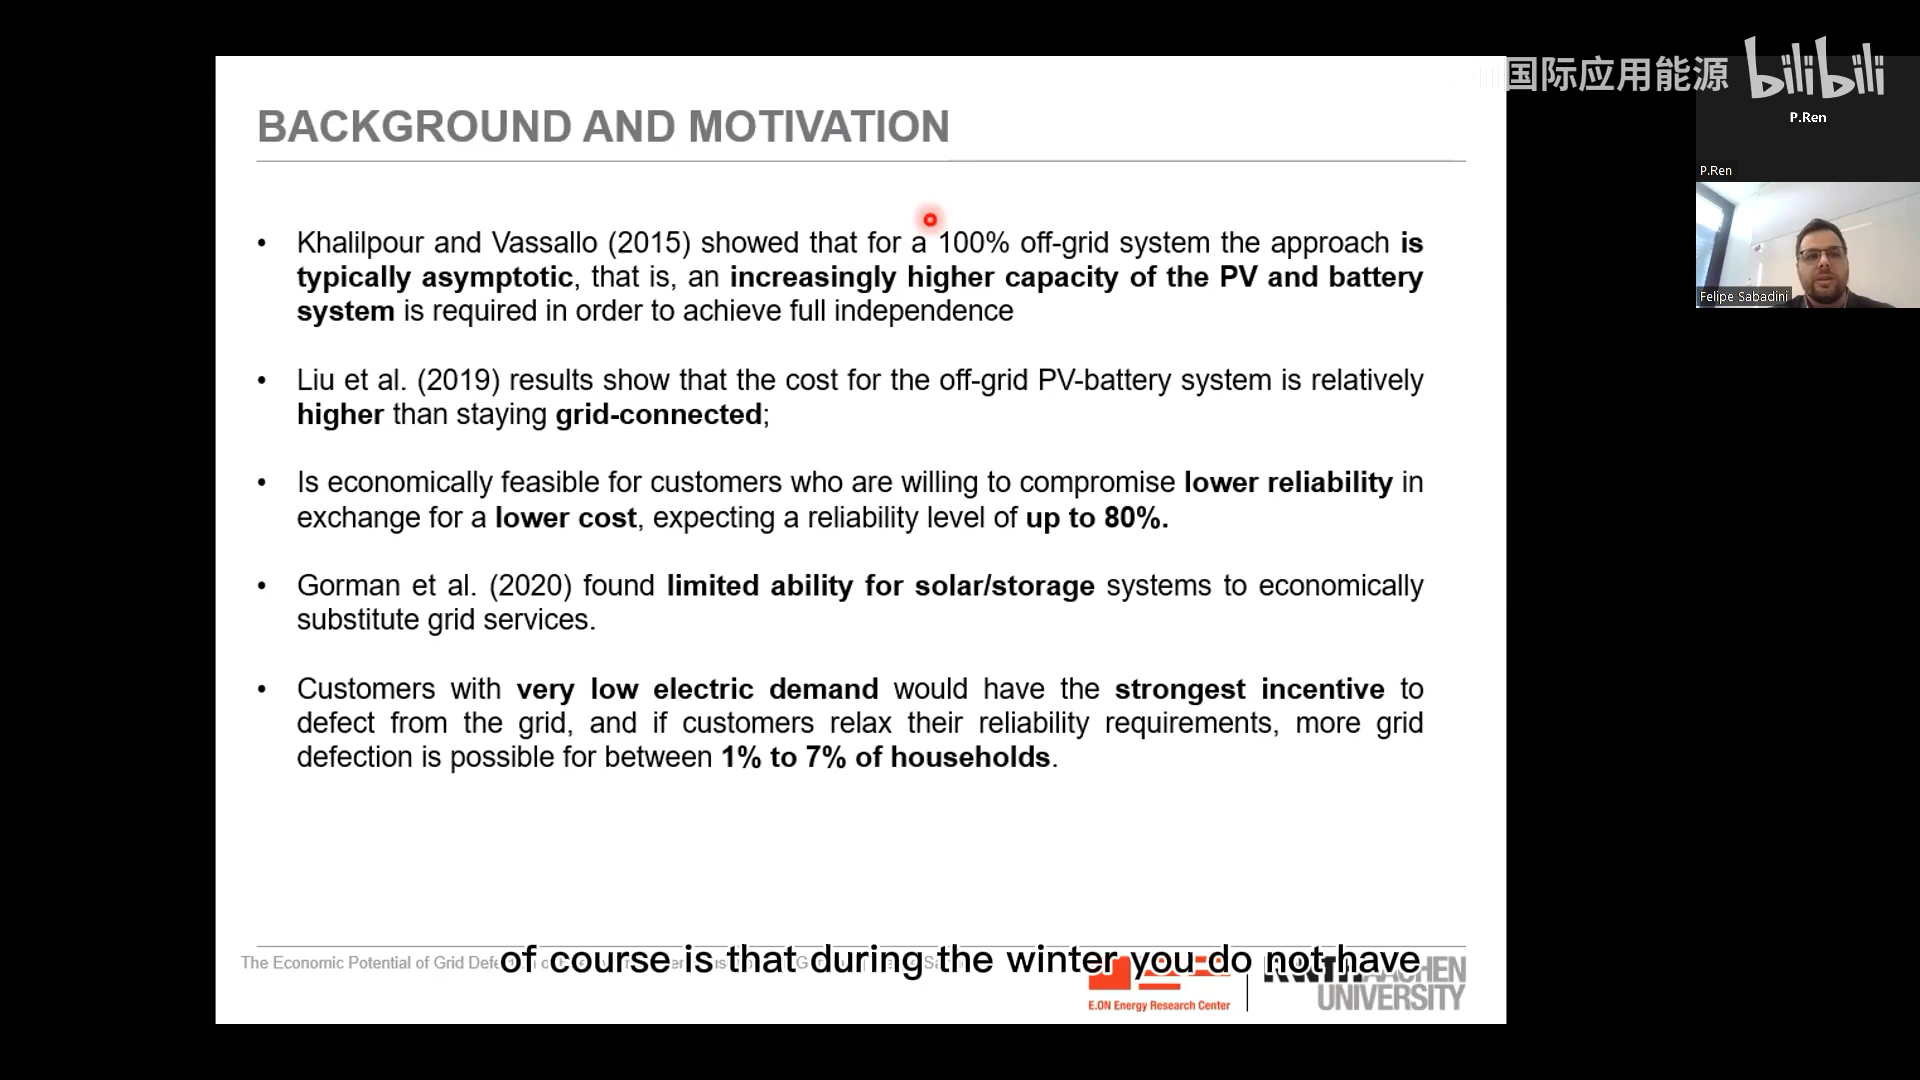 国际应用能源 bilibili
P.Ren
P.Ren
Felipe Sabadini
BACKGROUND AND MOTIVATION
• Khalilpour and Vassallo (2015) showed that for a 100% off-grid system the approach is
typically asymptotic, that is, an increasingly higher capacity of the PV and battery
system is required in order to achieve full independence
• Liu et al. (2019) results show that the cost for the off-grid PV-battery system is relatively
higher than staying grid-connected;
• Is economically feasible for customers who are willing to compromise lower reliability in
exchange for a lower cost, expecting a reliability level of up to 80%.
• Gorman et al. (2020) found limited ability for solar/storage systems to economically
substitute grid services.
• Customers with very low electric demand would have the strongest incentive to
defect from the grid, and if customers relax their reliability requirements, more grid
defection is possible for between 1% to 7% of households.
The Economic Potential of Grid
of course is that during the winter you do not have
E.ON Energy Research Center
RWTH AACHEN
UNIVERSITY